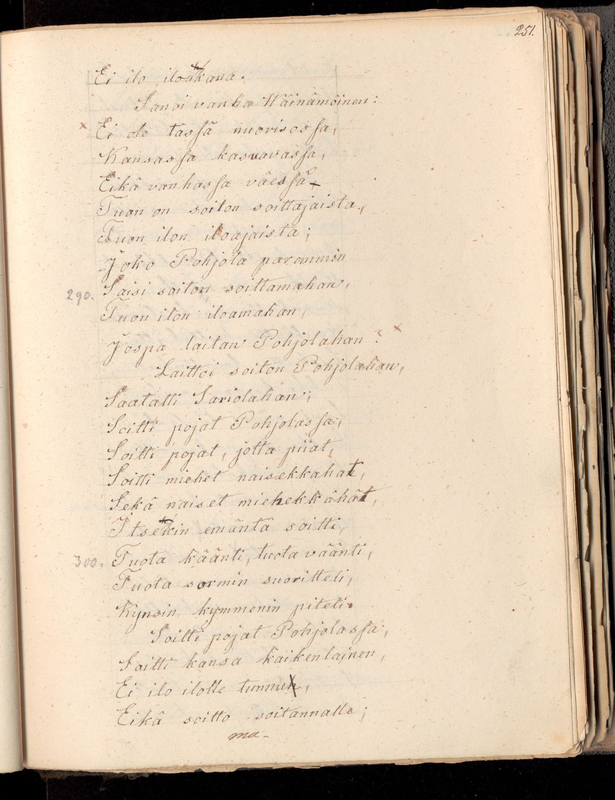 251.
Ei ilo iloakana.
Sanoi vanha Wäinämöinen:
Ei ole tässä nuorisossa,
Kansassa kasvavassa,
Eikä vanhassa väessä
Tuon on soiton soittajaista,
Tuon ilon iloajaista;
Joko Pohjola paremmin
290. Saisi soiton soittamahan,
Tuon ilon iloamahan,
Jospa laitan Pohjolahan?
Laittoi soiton Pohjolahan,
Saatatti Sariolahan;
Soitti pojat Pohjolassa,
Soitti pojat, jotta piiat,
Soitti miehet naisekkahat,
Sekä naiset miehekkähät,
Itsekin emäntä soitti,
300. Tuota käänti, tuota väänti,
Tuota sormin suoritteli,
Kynsin kymmenin piteli.
Soitti pojat Pohjolassa,
Soitti kansa kaikenlainen,
Ei ilo ilolle tunnu,
Eikä soitto soitannalle;
ma-